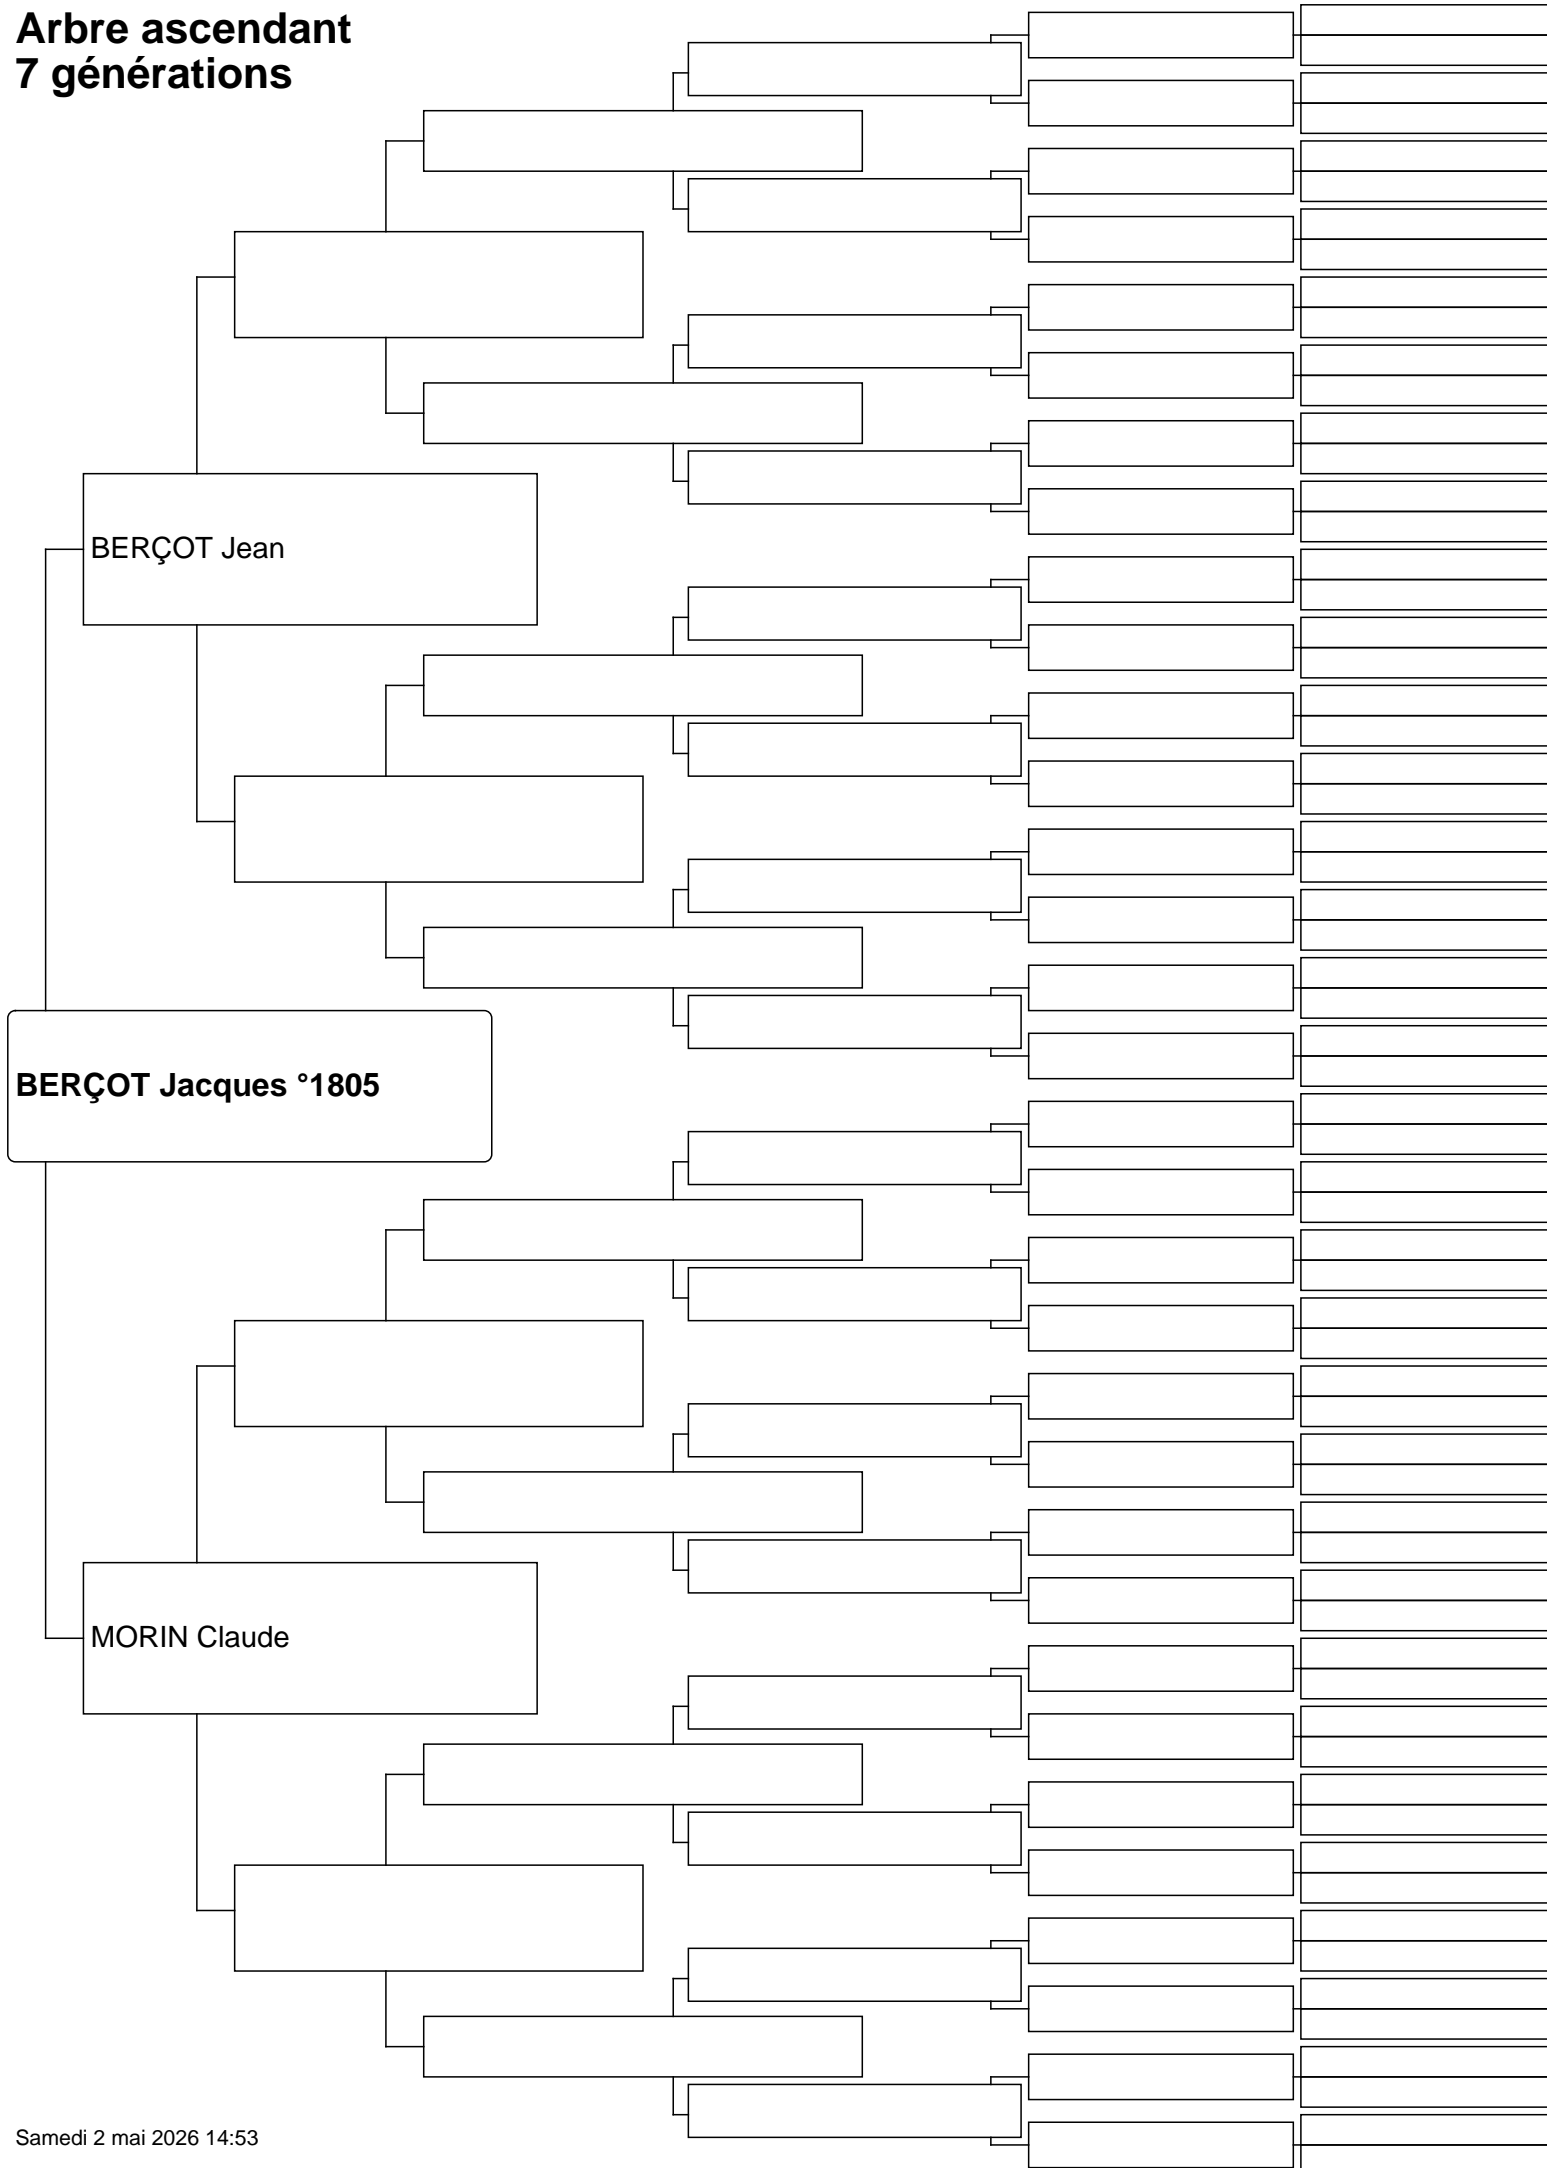 Arbre ascendant
7 générations
BERÇOT Jean
BERÇOT Jacques °1805
MORIN Claude
Samedi 2 mai 2026 14:53